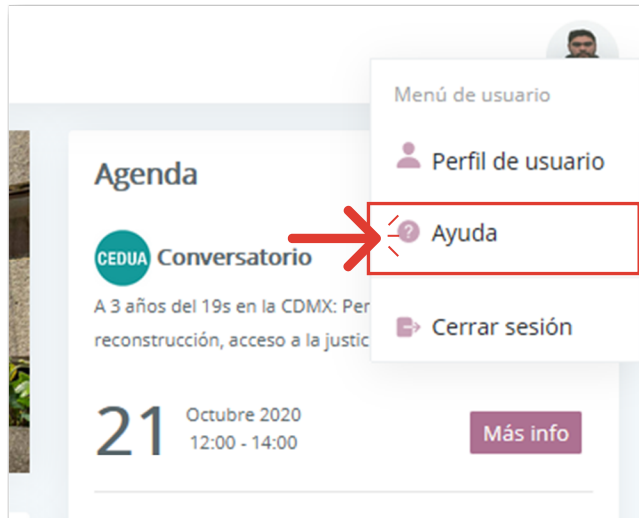 Menú de usuario
Perfil de usuario
Ayuda
Cerrar sesión
Agenda
CEDUA Conversatorio
A 3 años del 19s en la CDMX: Per
reconstrucción, acceso a la justic
21
Octubre 2020
12:00 - 14:00
Más info